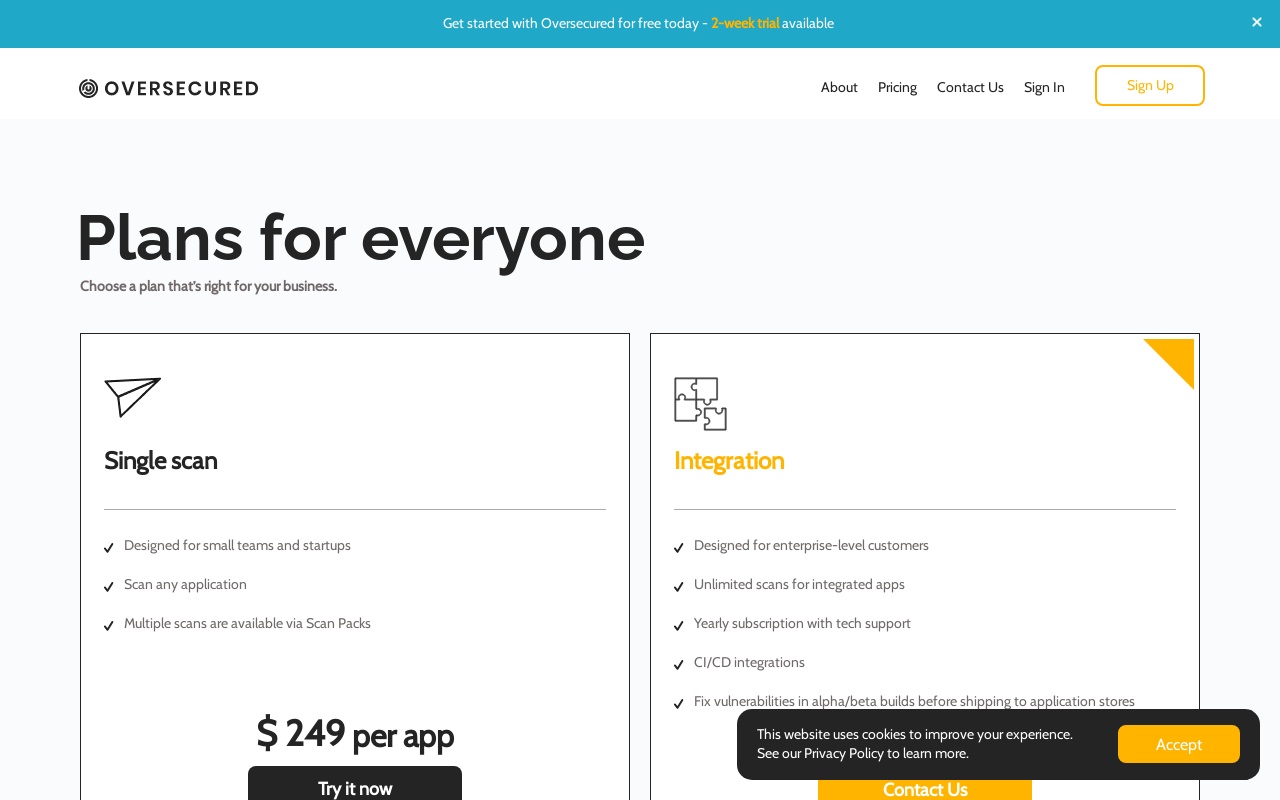 Get started with Oversecured for free today - 2-week trial available
OVERSECURED
About
Pricing
Contact Us
Sign In
Sign Up
Plans for everyone
Choose a plan that's right for your business.
Single scan
Designed for small teams and startups
Scan any application
Multiple scans are available via Scan Packs
$ 249 per app
Try it now
Integration
Designed for enterprise-level customers
Unlimited scans for integrated apps
Yearly subscription with tech support
CI/CD integrations
Fix vulnerabilities in alpha/beta builds before shipping to application stores
Contact Us
This website uses cookies to improve your experience.
See our Privacy Policy to learn more.
Accept